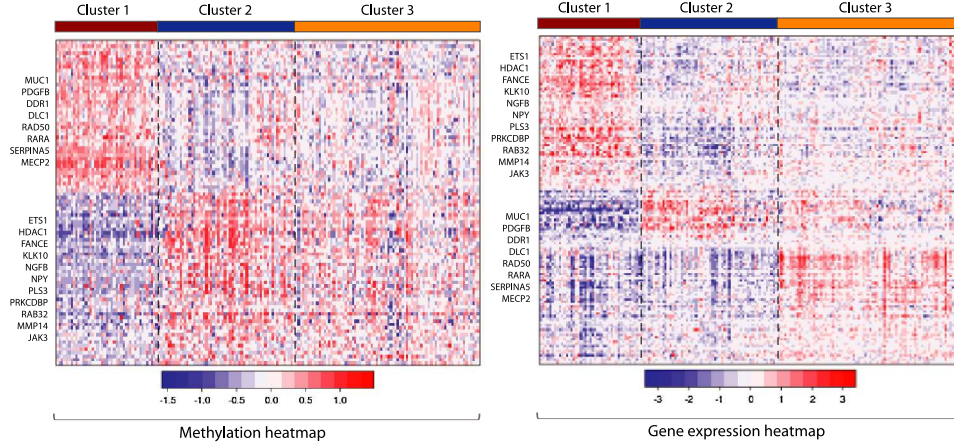 Cluster 1 Cluster 2 Cluster 3
MUC1
PDGFB
DDR1
DLC1
RAD50
RARA
SERPINA5
MECP2
ETS1
HDAC1
FANCE
KLK10
NGFB
NPY
PLS3
PRKCDBP
RAB32
MMP14
JAK3
-1.5 -1.0 -0.5 0.0 0.5 1.0
Methylation heatmap
Cluster 1 Cluster 2 Cluster 3
ETS1
HDAC1
FANCE
KLK10
NGFB
NPY
PLS3
PRKCDBP
RAB32
MMP14
JAK3
MUC1
PDGFB
DDR1
DLC1
RAD50
RARA
SERPINA5
MECP2
-3 -2 -1 0 1 2 3
Gene expression heatmap